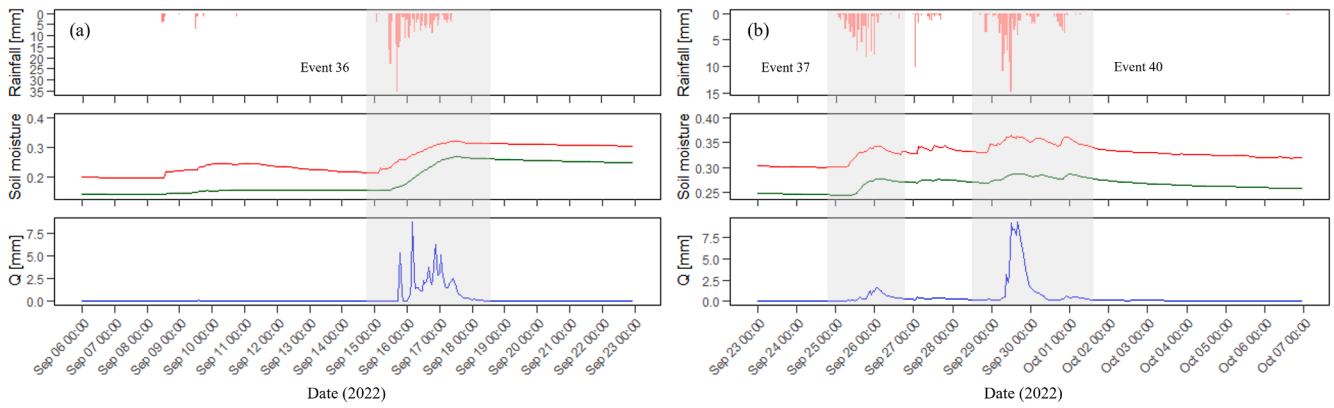 (a)
Rainfall [mm]
0
5
10
15
20
25
30
35
Event 36
Soil moisture
0.4
0.3
0.2
Q [mm]
7.5
5.0
2.5
0.0
Sep 06 00:00
Sep 07 00:00
Sep 08 00:00
Sep 09 00:00
Sep 10 00:00
Sep 11 00:00
Sep 12 00:00
Sep 13 00:00
Sep 14 00:00
Sep 15 00:00
Sep 16 00:00
Sep 17 00:00
Sep 18 00:00
Sep 19 00:00
Sep 20 00:00
Sep 21 00:00
Sep 22 00:00
Sep 23 00:00
Date (2022)
(b)
Rainfall [mm]
0
5
10
15
Event 37
Event 40
Soil moisture
0.40
0.35
0.30
0.25
Q [mm]
7.5
5.0
2.5
0.0
Sep 23 00:00
Sep 24 00:00
Sep 25 00:00
Sep 26 00:00
Sep 27 00:00
Sep 28 00:00
Sep 29 00:00
Sep 30 00:00
Oct 01 00:00
Oct 02 00:00
Oct 03 00:00
Oct 04 00:00
Oct 05 00:00
Oct 06 00:00
Oct 07 00:00
Date (2022)